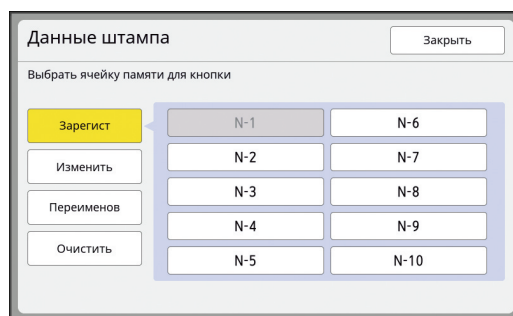 Данные штампа
Закрыть
Выбрать ячейку памяти для кнопки
Зарегист
Изменить
Переименов
Очистить
N-1
N-2
N-3
N-4
N-5
N-6
N-7
N-8
N-9
N-10